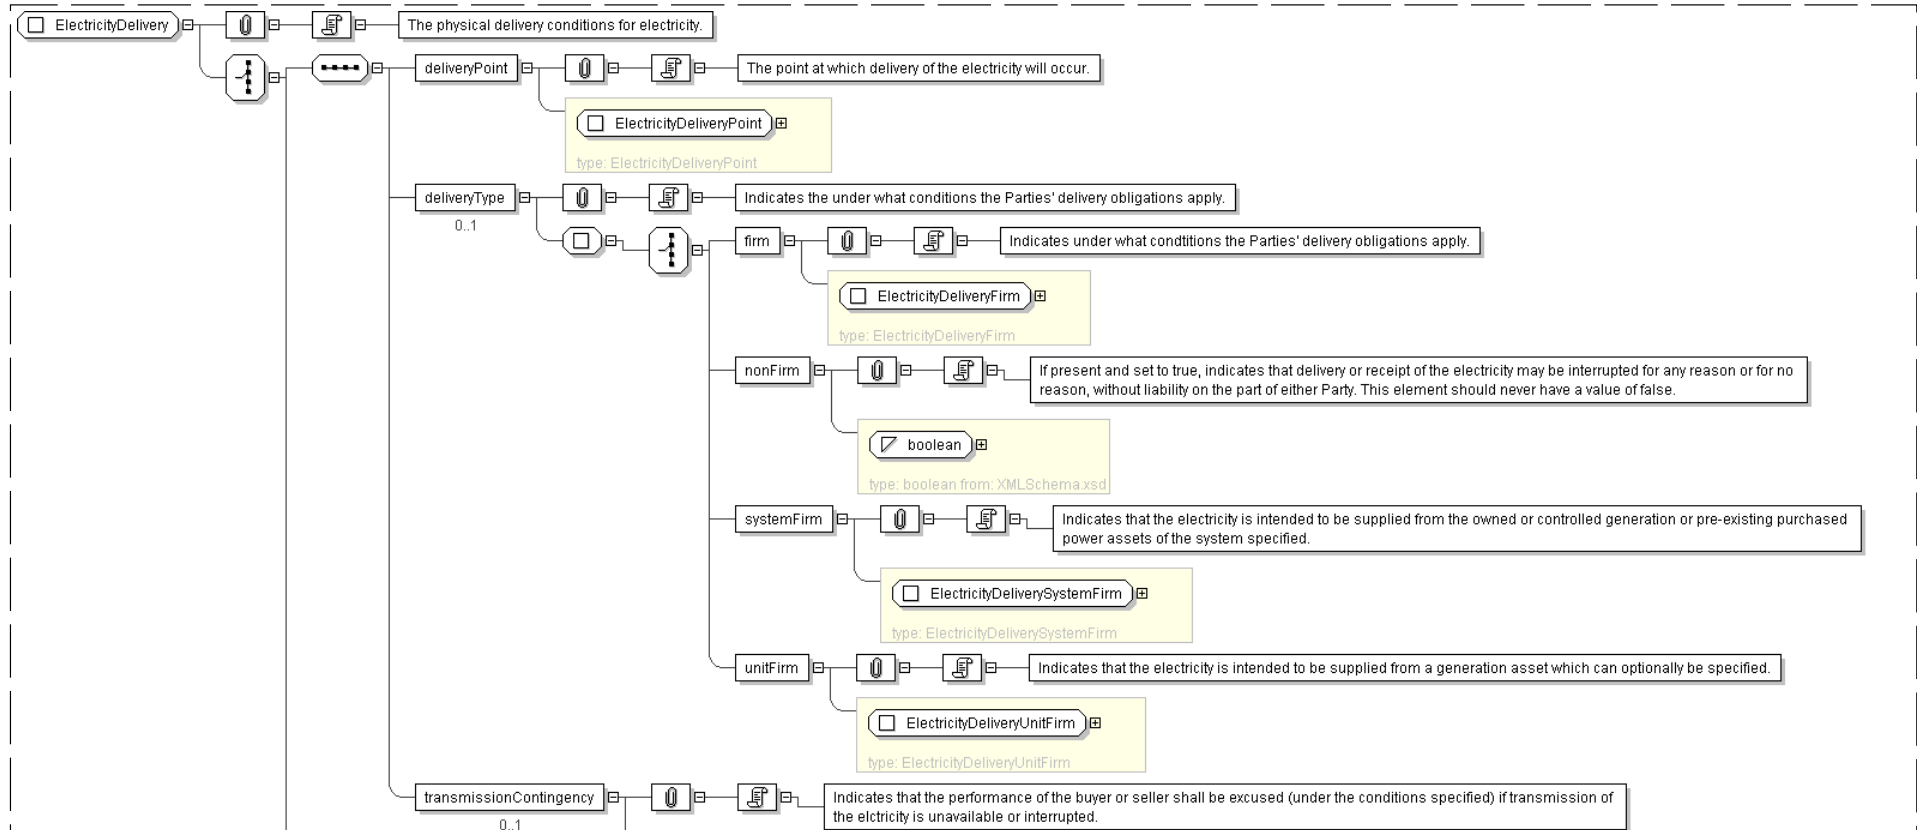 ElectricityDelivery
The physical delivery conditions for electricity.
deliveryPoint
The point at which delivery of the electricity will occur.
ElectricityDeliveryPoint
type: ElectricityDeliveryPoint
deliveryType
Indicates the under what conditions the Parties' delivery obligations apply.
0..1
firm
Indicates under what condtitions the Parties' delivery obligations apply.
ElectricityDeliveryFirm
type: ElectricityDeliveryFirm
nonFirm
If present and set to true, indicates that delivery or receipt of the electricity may be interrupted for any reason or for no
reason, without liability on the part of either Party. This element should never have a value of false.
boolean
type: boolean from: XMLSchema.xsd
systemFirm
Indicates that the electricity is intended to be supplied from the owned or controlled generation or pre-existing purchased
power assets of the system specified.
ElectricityDeliverySystemFirm
type: ElectricityDeliverySystemFirm
unitFirm
Indicates that the electricity is intended to be supplied from a generation asset which can optionally be specified.
ElectricityDeliveryUnitFirm
type: ElectricityDeliveryUnitFirm
transmissionContingency
Indicates that the performance of the buyer or seller shall be excused (under the conditions specified) if transmission of
the elctricity is unavailable or interrupted.
0..1